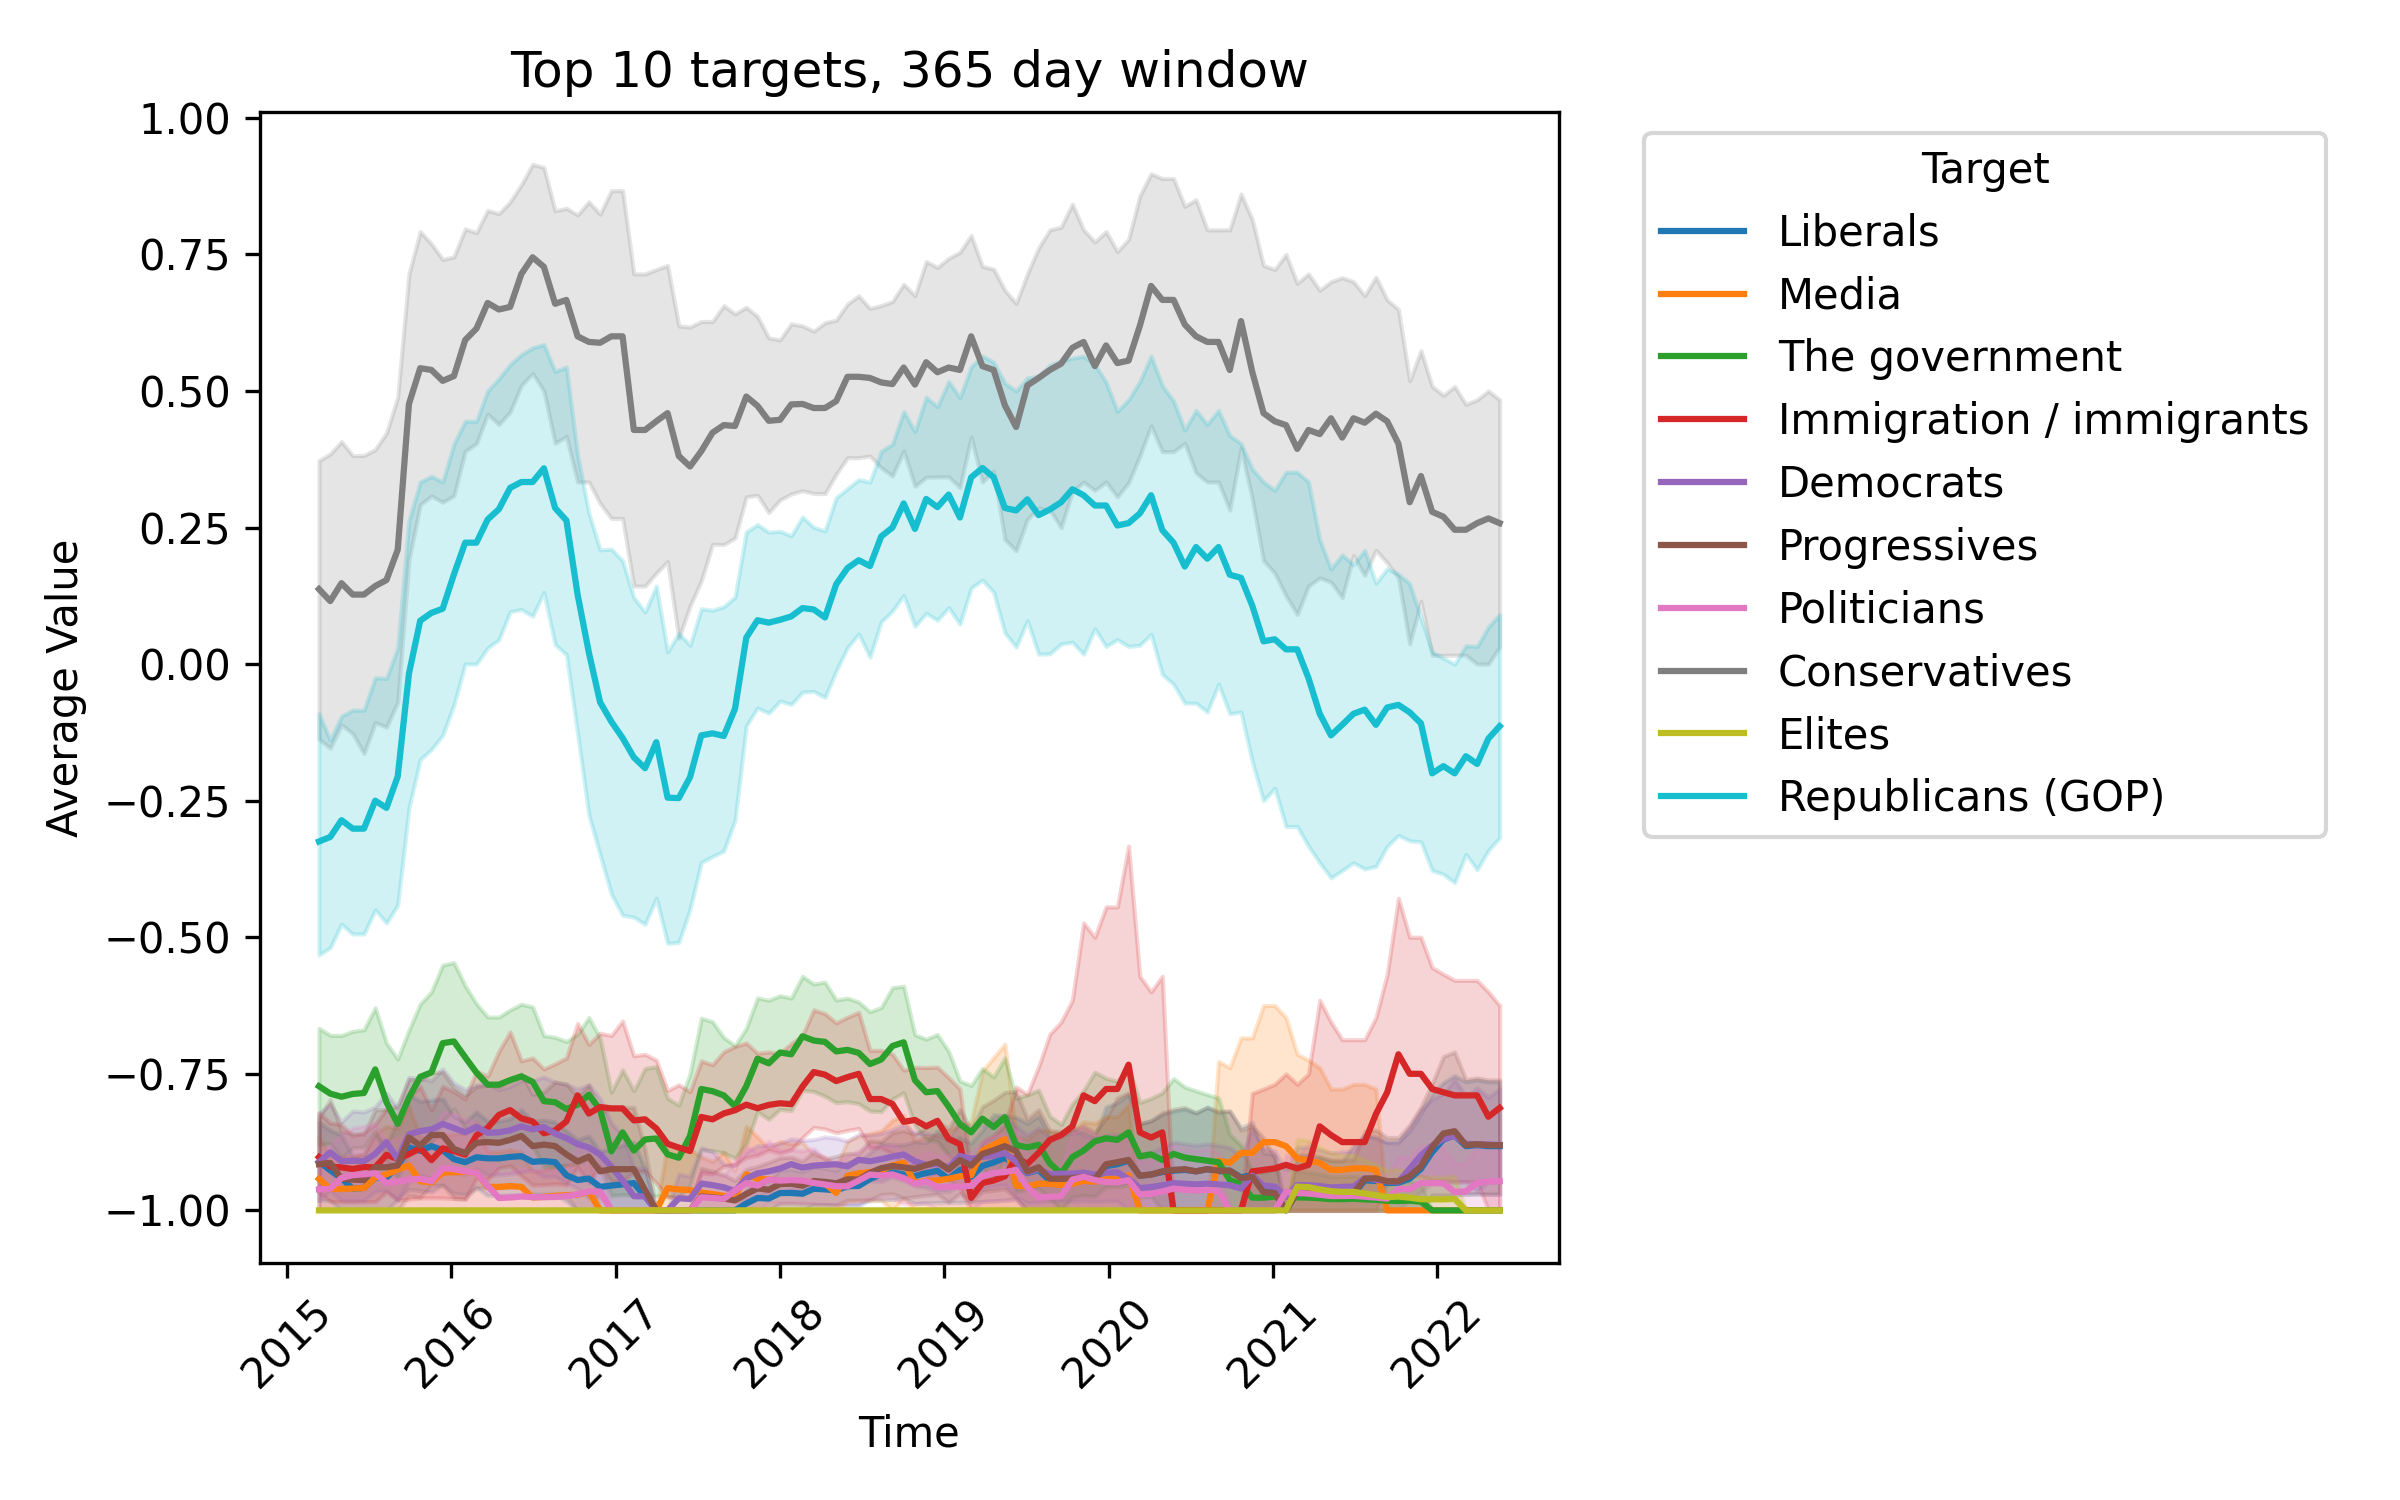 Top 10 targets, 365 day window
1.00
0.75
0.50
0.25
0.00
−0.25
−0.50
−0.75
−1.00
Average Value
2015
2016
2017
2018
2019
2020
2021
2022
Time
Target
Liberals
Media
The government
Immigration / immigrants
Democrats
Progressives
Politicians
Conservatives
Elites
Republicans (GOP)